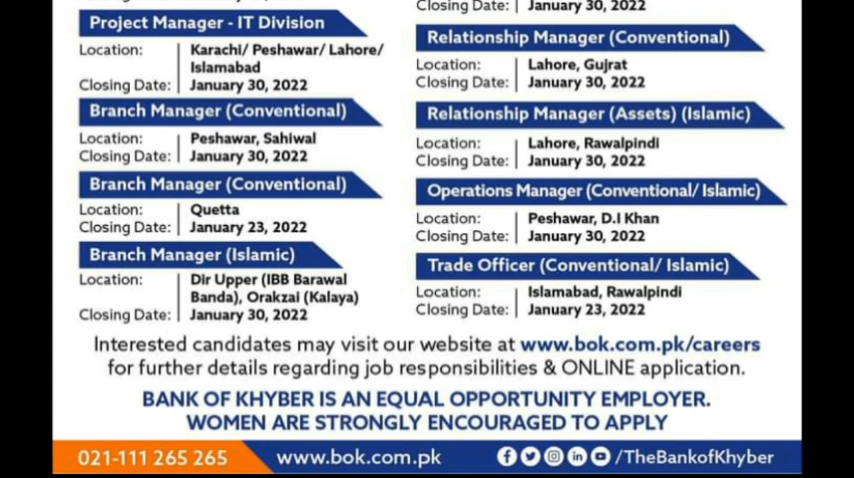 Project Manager - IT Division
Location: Karachi/ Peshawar/ Lahore/
Islamabad
Closing Date: January 30, 2022
Branch Manager (Conventional)
Location: Peshawar, Sahiwal
Closing Date: January 30, 2022
Branch Manager (Conventional)
Location: Quetta
Closing Date: January 23, 2022
Branch Manager (Islamic)
Location: Dir Upper (IBB Barawal
Banda), Orakzai (Kalaya)
Closing Date: January 30, 2022
Closing Date: January 30, 2022
Relationship Manager (Conventional)
Location: Lahore, Gujrat
Closing Date: January 30, 2022
Relationship Manager (Assets) (Islamic)
Location: Lahore, Rawalpindi
Closing Date: January 30, 2022
Operations Manager (Conventional/ Islamic)
Location: Peshawar, D.I Khan
Closing Date: January 30, 2022
Trade Officer (Conventional/ Islamic)
Location: Islamabad, Rawalpindi
Closing Date: January 23, 2022
Interested candidates may visit our website at www.bok.com.pk/careers
for further details regarding job responsibilities & ONLINE application.
BANK OF KHYBER IS AN EQUAL OPPORTUNITY EMPLOYER.
WOMEN ARE STRONGLY ENCOURAGED TO APPLY
021-111 265 265 www.bok.com.pk /TheBankofKhyber